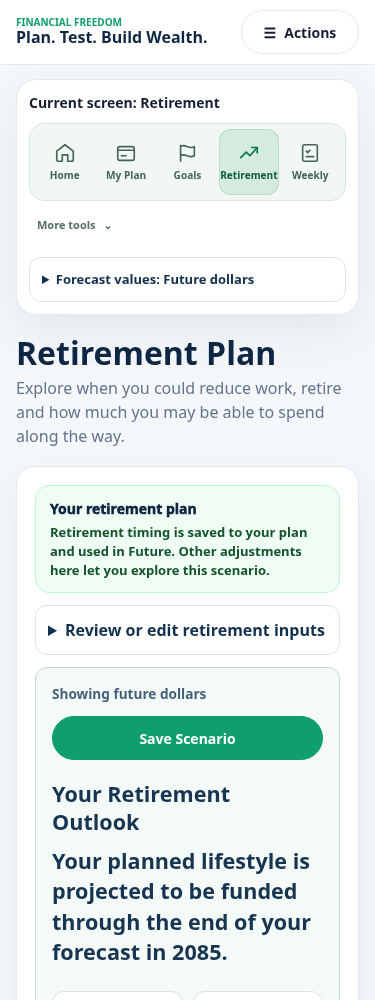 FINANCIAL FREEDOM
Plan. Test. Build Wealth.
☰ Actions
Current screen: Retirement
Home
My Plan
Goals
Retirement
Weekly
More tools ⌄
▶ Forecast values: Future dollars
Retirement Plan
Explore when you could reduce work, retire
and how much you may be able to spend
along the way.
Your retirement plan
Retirement timing is saved to your plan
and used in Future. Other adjustments
here let you explore this scenario.
▶ Review or edit retirement inputs
Showing future dollars
Save Scenario
Your Retirement
Outlook
Your planned lifestyle is
projected to be funded
through the end of your
forecast in 2085.